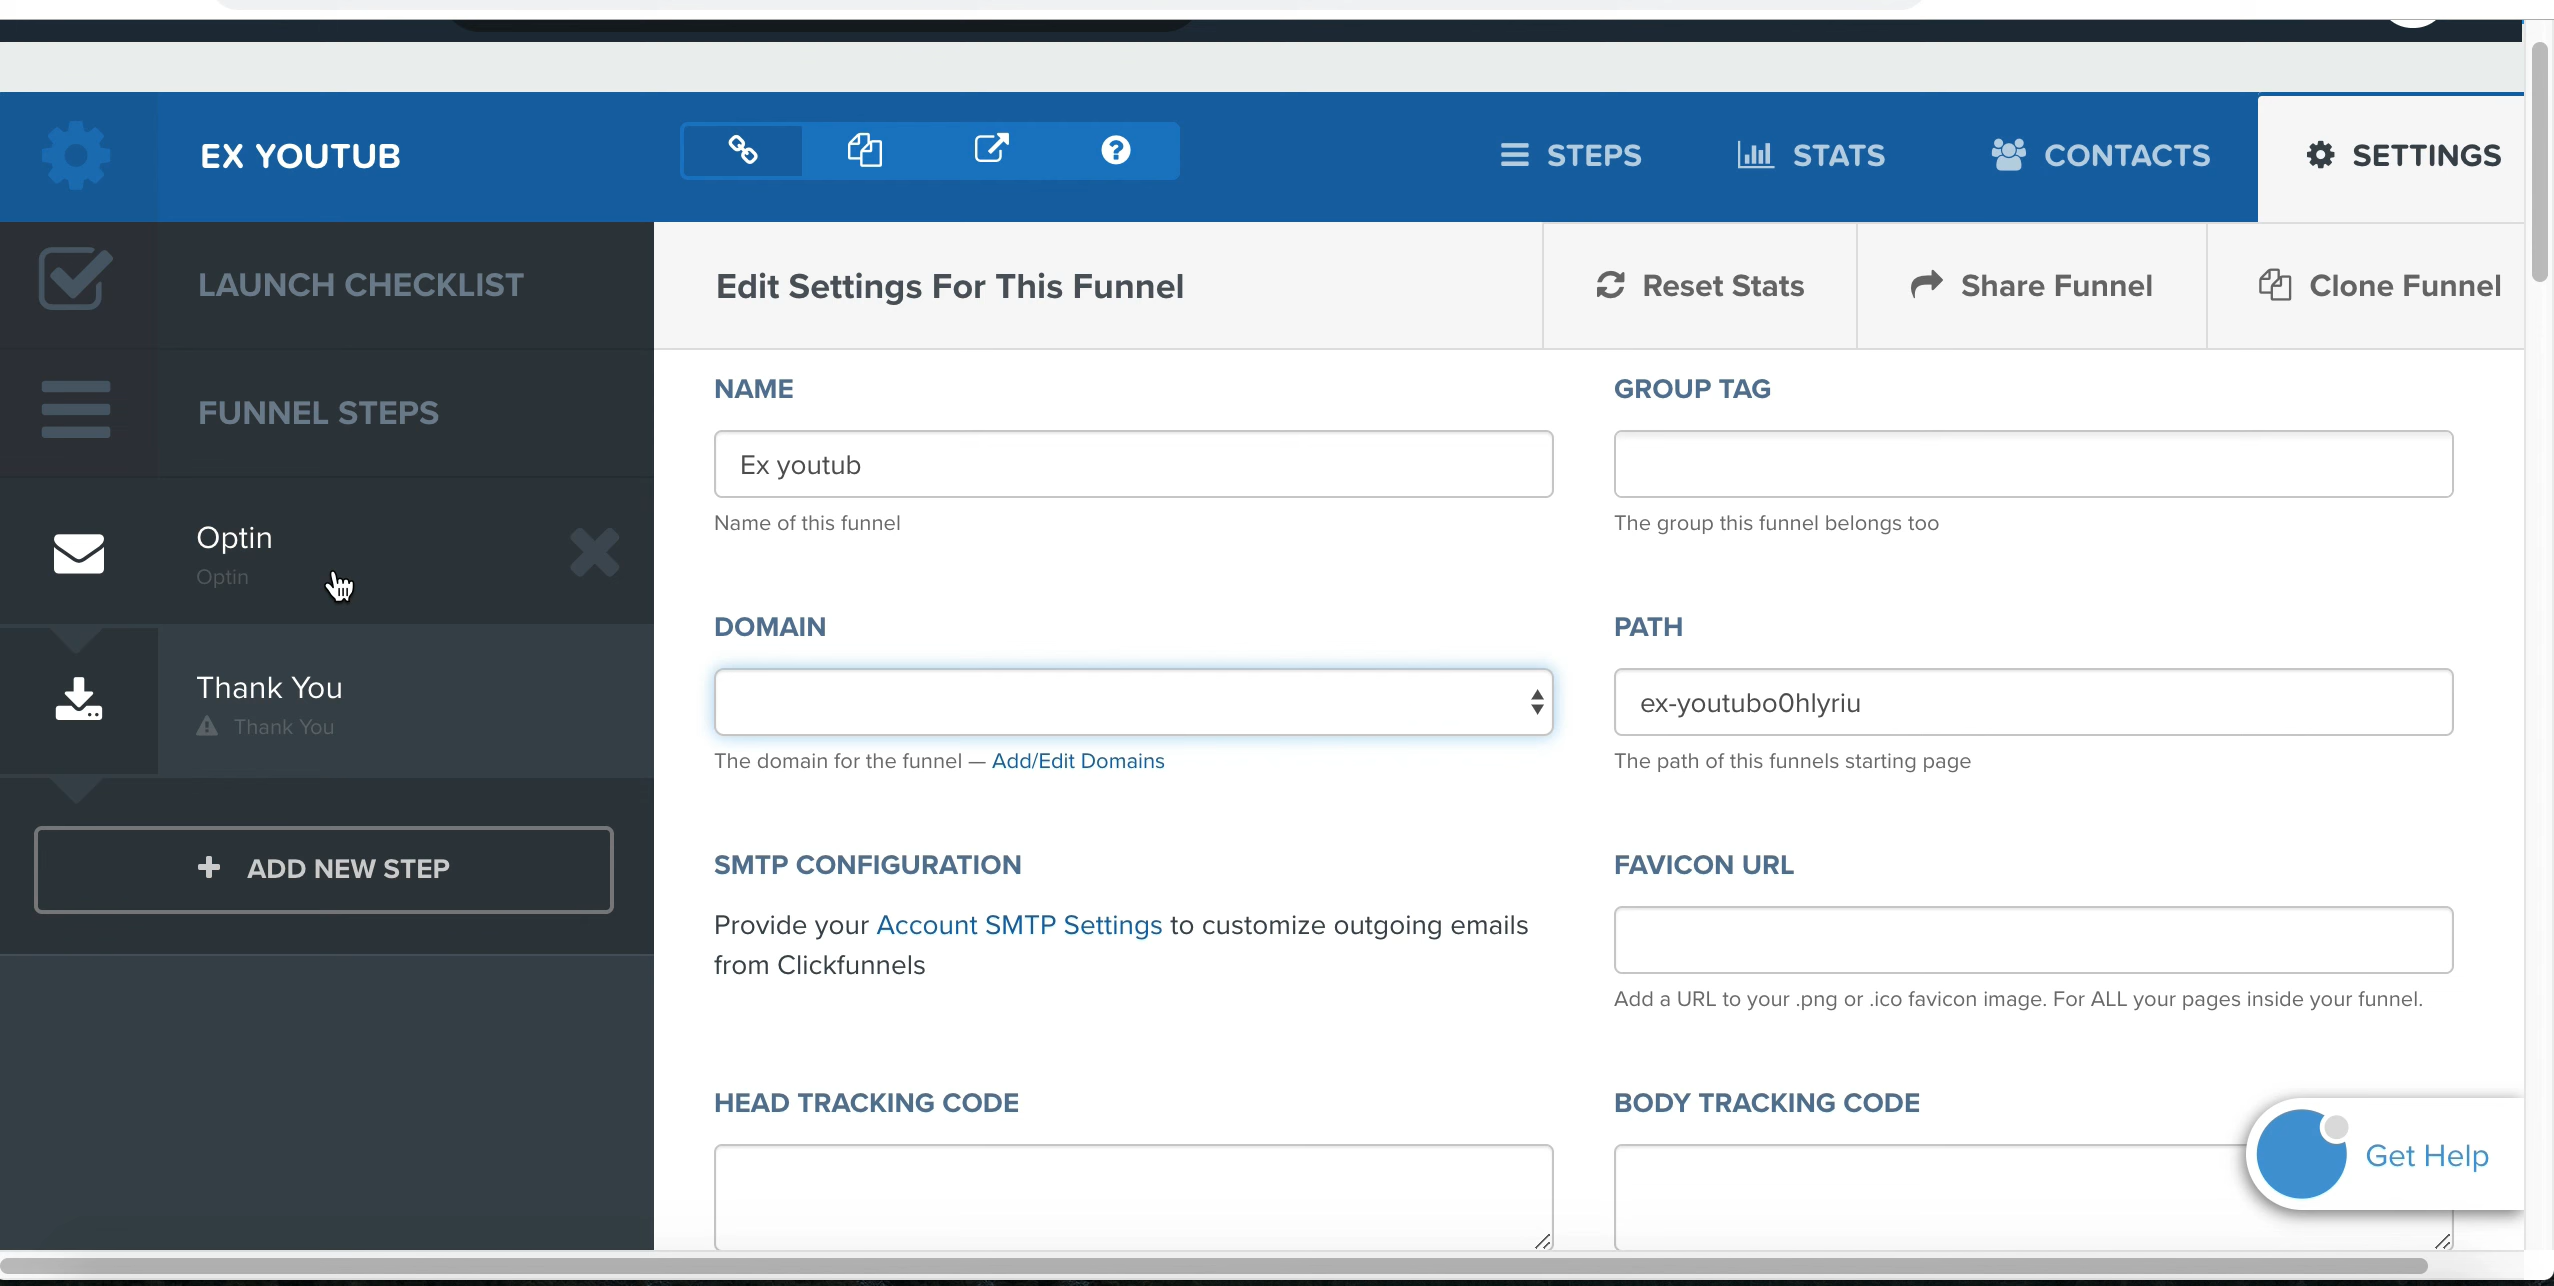 EX YOUTUB
STEPS
STATS
CONTACTS
SETTINGS
LAUNCH CHECKLIST
FUNNEL STEPS
Optin
Optin
Thank You
Thank You
+ ADD NEW STEP
Edit Settings For This Funnel
Reset Stats
Share Funnel
Clone Funnel
NAME
Ex youtub
Name of this funnel
GROUP TAG
The group this funnel belongs too
DOMAIN
The domain for the funnel — Add/Edit Domains
PATH
ex-youtubo0hlyriu
The path of this funnels starting page
SMTP CONFIGURATION
Provide your Account SMTP Settings to customize outgoing emails
from Clickfunnels
FAVICON URL
Add a URL to your .png or .ico favicon image. For ALL your pages inside your funnel.
HEAD TRACKING CODE
BODY TRACKING CODE
Get Help